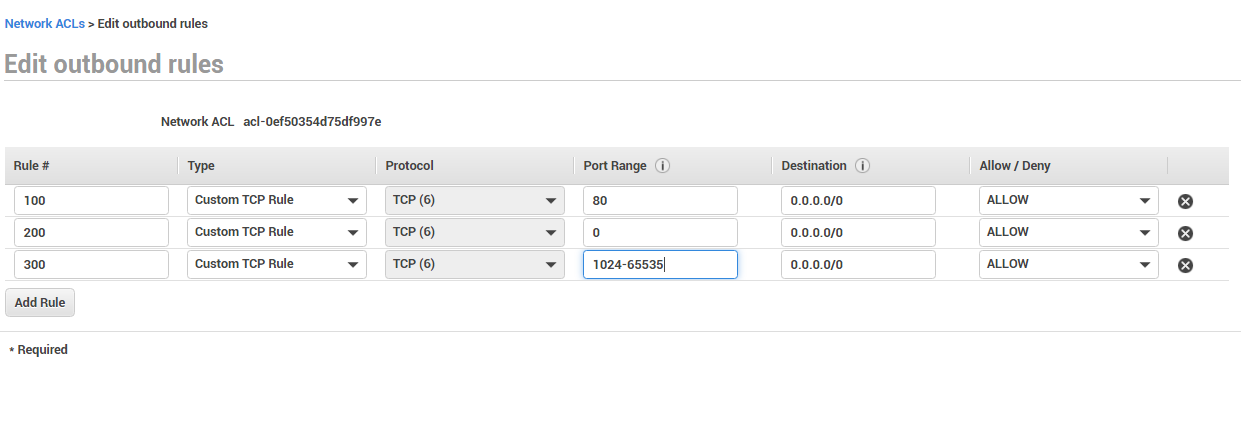 Network ACLs > Edit outbound rules
Edit outbound rules
Network ACL acl-0ef50354d75df997e
Rule # Type Protocol Port Range i Destination i Allow / Deny
100 Custom TCP Rule TCP (6) 80 0.0.0.0/0 ALLOW
200 Custom TCP Rule TCP (6) 0 0.0.0.0/0 ALLOW
300 Custom TCP Rule TCP (6) 1024-65535 0.0.0.0/0 ALLOW
Add Rule
* Required